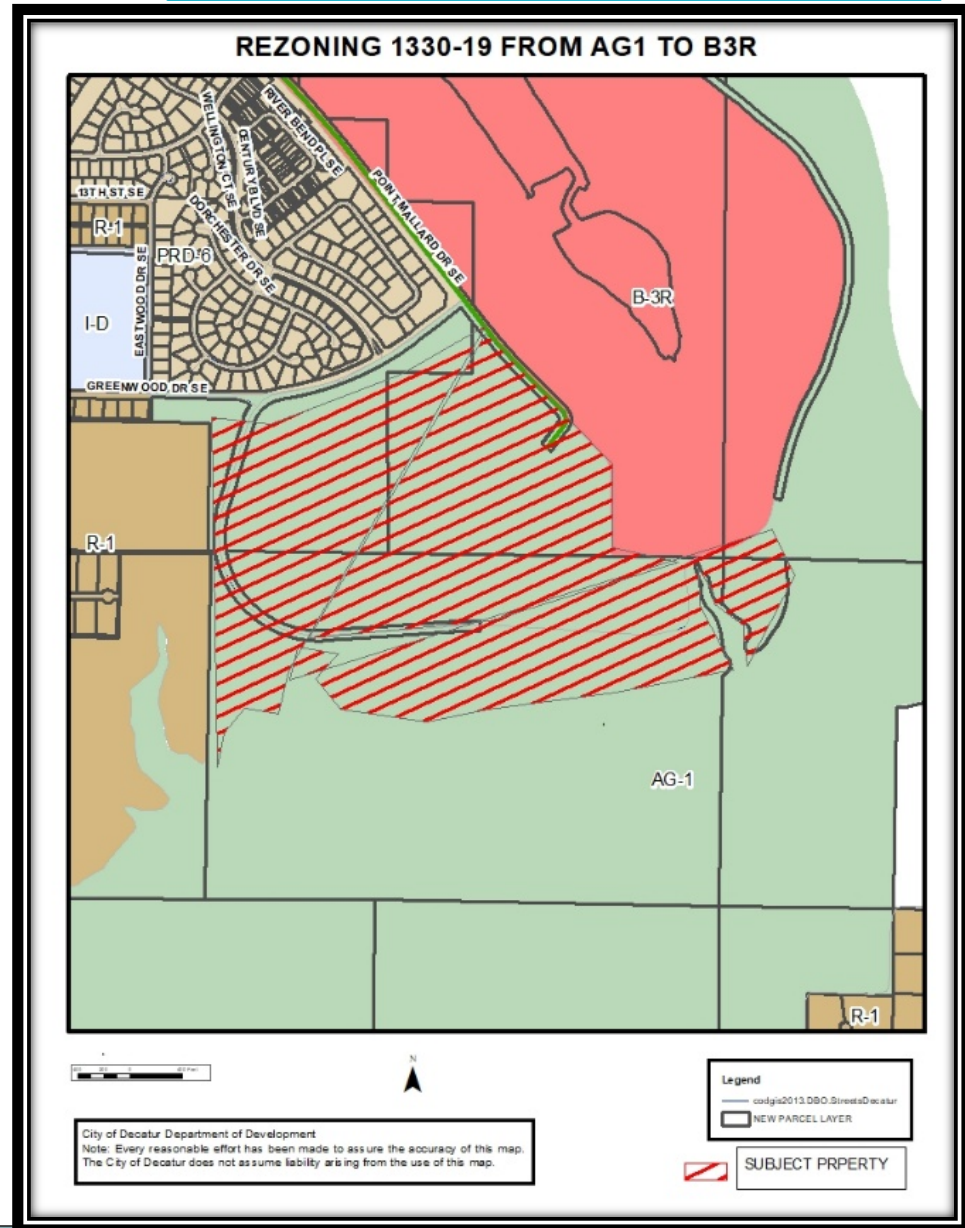 REZONING 1330-19 FROM AG1 TO B3R
RIVER BEND PL SE
WELLINGTON CT SE
CENTURY BLVD SE
POINT MALLARD DR SE
13TH ST SE
R-1
DORCHESTER DR SE
PRD-6
EASTWOOD DR SE
B-3R
I-D
GREENWOOD DR SE
R-1
AG-1
R-1
N
Legend
codgis2013.DBO.StreetsDecatur
NEW PARCEL LAYER
City of Decatur Department of Development
Note: Every reasonable effort has been made to assure the accuracy of this map.
The City of Decatur does not assume liability arising from the use of this map.
SUBJECT PRPERTY